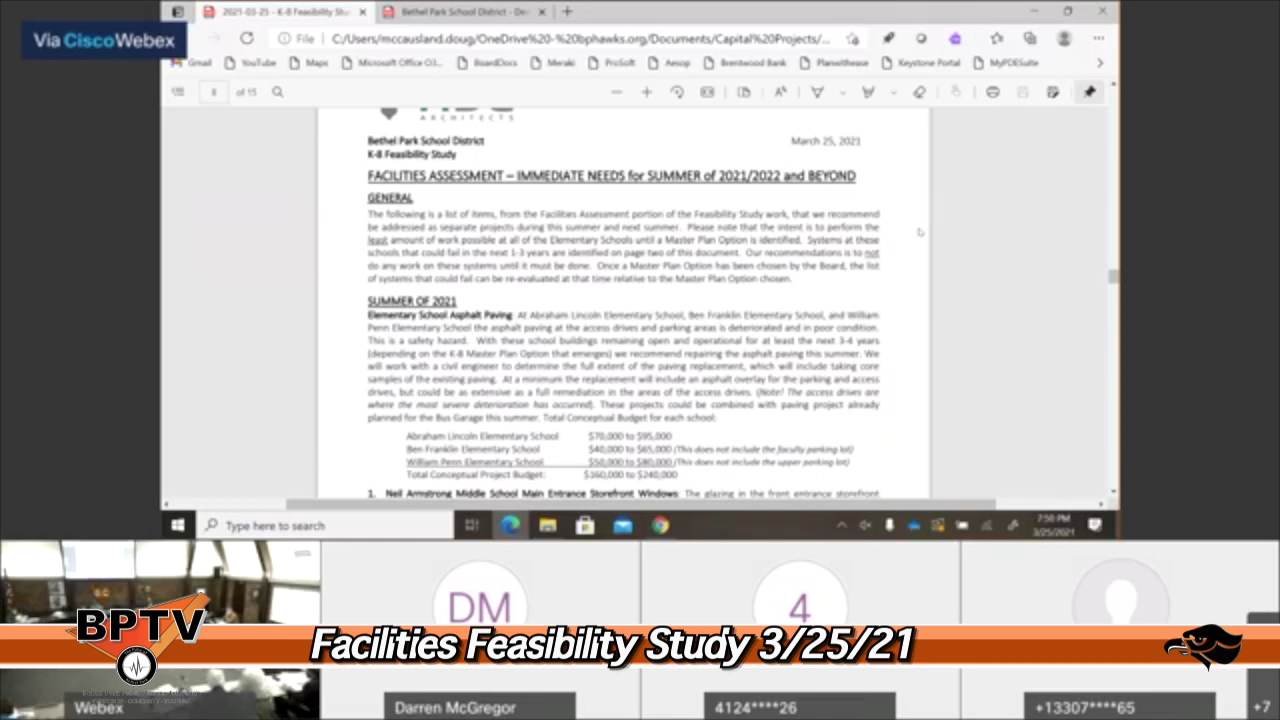 Via Cisco Webex
2021-03-25 - K-8 Feasibility Stu
Bethel Park School District - De
File
C:/Users/mccausland.doug/OneDrive%20-%20bphawks.org/Documents/Capital%20Projects/...
Gmail
YouTube
Maps
Microsoft Office O3...
BoardDocs
Meraki
ProSoft
Aesop
Brentwood Bank
Planwithease
Keystone Portal
MyPDESuite
8 of 15
ARCHITECTS
Bethel Park School District March 25, 2021
K-8 Feasibility Study
FACILITIES ASSESSMENT – IMMEDIATE NEEDS for SUMMER of 2021/2022 and BEYOND
GENERAL
The following is a list of items, from the Facilities Assessment portion of the Feasibility Study work, that we recommend
be addressed as separate projects during this summer and next summer. Please note that the intent is to perform the
least amount of work possible at all of the Elementary Schools until a Master Plan Option is identified. Systems at these
schools that could fail in the next 1-3 years are identified on page two of this document. Our recommendations is to not
do any work on these systems until it must be done. Once a Master Plan Option has been chosen by the Board, the list
of systems that could fail can be re-evaluated at that time relative to the Master Plan Option chosen.
SUMMER OF 2021
Elementary School Asphalt Paving: At Abraham Lincoln Elementary School, Ben Franklin Elementary School, and William
Penn Elementary School the asphalt paving at the access drives and parking areas is deteriorated and in poor condition.
This is a safety hazard. With these school buildings remaining open and operational for at least the next 3-4 years
(depending on the K-8 Master Plan Option that emerges) we recommend repairing the asphalt paving this summer. We
will work with a civil engineer to determine the full extent of the paving replacement, which will include taking core
samples of the existing paving. At a minimum the replacement will include an asphalt overlay for the parking and access
drives, but could be as extensive as a full remediation in the areas of the access drives. (Note! The access drives are
where the most severe deterioration has occurred). These projects could be combined with paving project already
planned for the Bus Garage this summer. Total Conceptual Budget for each school:
Abraham Lincoln Elementary School $70,000 to $95,000
Ben Franklin Elementary School $40,000 to $65,000 (This does not include the faculty parking lot)
William Penn Elementary School $50,000 to $80,000 (This does not include the upper parking lot)
Total Conceptual Project Budget: $160,000 to $240,000
1. Neil Armstrong Middle School Main Entrance Storefront Windows: The glazing in the front entrance storefront
Type here to search
7:50 PM
3/25/2021
DM
4
BPTV
Facilities Feasibility Study 3/25/21
Webex
Darren McGregor
4124****26
+13307****65
+7